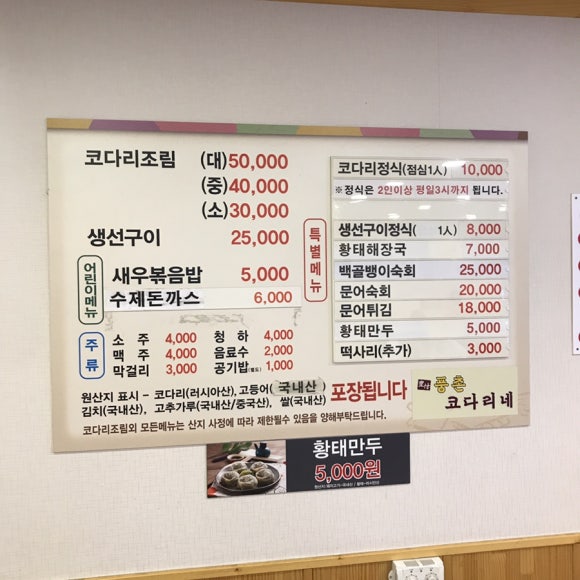 코다리조림 (대)50,000
(중)40,000
(소)30,000
생선구이 25,000
어린이메뉴
새우볶음밥 5,000
수제돈까스 6,000
주류
소주 4,000 청하 4,000
맥주 4,000 음료수 2,000
막걸리 3,000 공기밥(별도) 1,000
특별메뉴
코다리정식(점심1人) 10,000
※정식은 2인이상 평일3시까지 됩니다.
생선구이정식( 1人) 8,000
황태해장국 7,000
백골뱅이숙회 25,000
문어숙회 20,000
문어튀김 18,000
황태만두 5,000
떡사리(추가) 3,000
원산지 표시 - 코다리(러시아산), 고등어( 국내산 )
김치(국내산), 고추가루(국내산/중국산), 쌀(국내산)
포장됩니다
코다리조림외 모든메뉴는 산지 사정에 따라 제한될수 있음을 양해부탁드립니다.
풍촌
코다리네
황태만두
5,000원